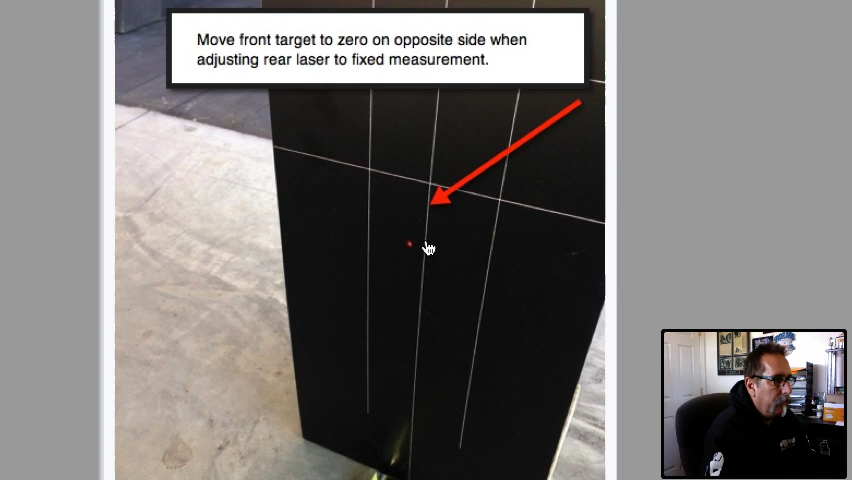 Move front target to zero on opposite side when
adjusting rear laser to fixed measurement.